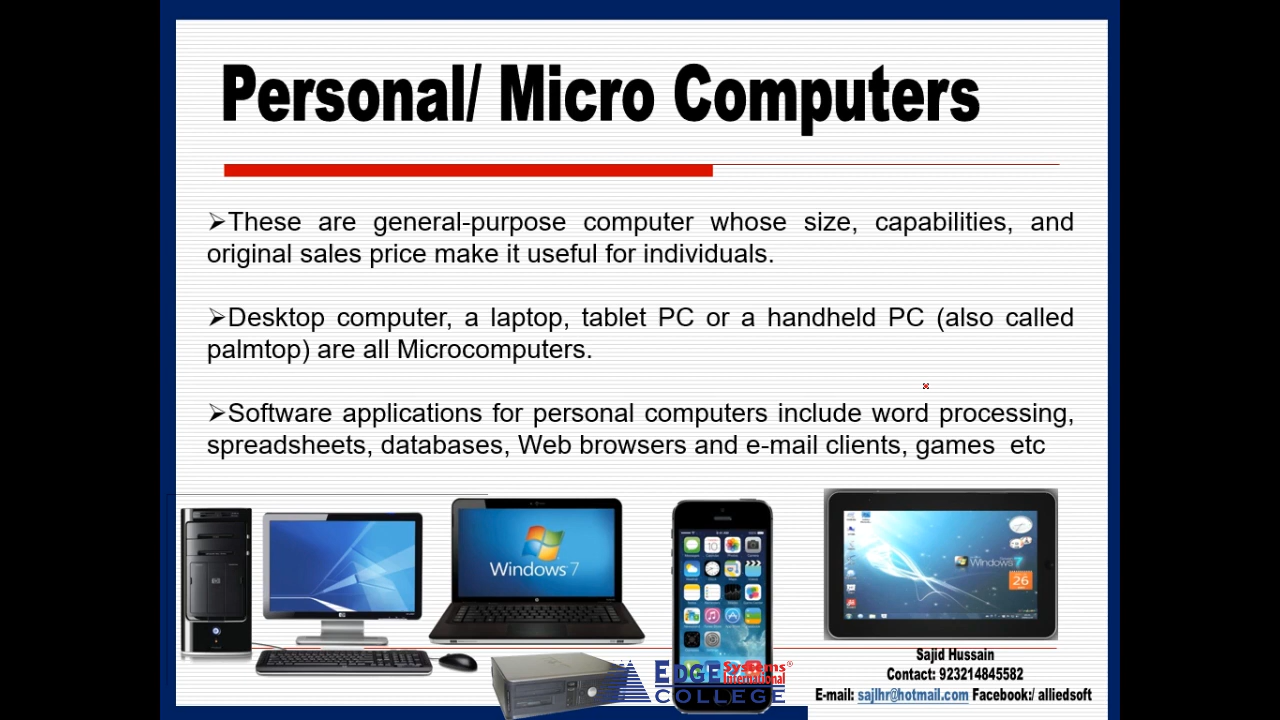 Personal/ Micro Computers
➢These are general-purpose computer whose size, capabilities, and
original sales price make it useful for individuals.
➢Desktop computer, a laptop, tablet PC or a handheld PC (also called
palmtop) are all Microcomputers.
➢Software applications for personal computers include word processing,
spreadsheets, databases, Web browsers and e-mail clients, games etc
Windows 7
Windows 7
26
EDGE Systems®
International
COLLEGE
Sajid Hussain
Contact: 923214845582
E-mail: sajlhr@hotmail.com Facebook:/ alliedsoft